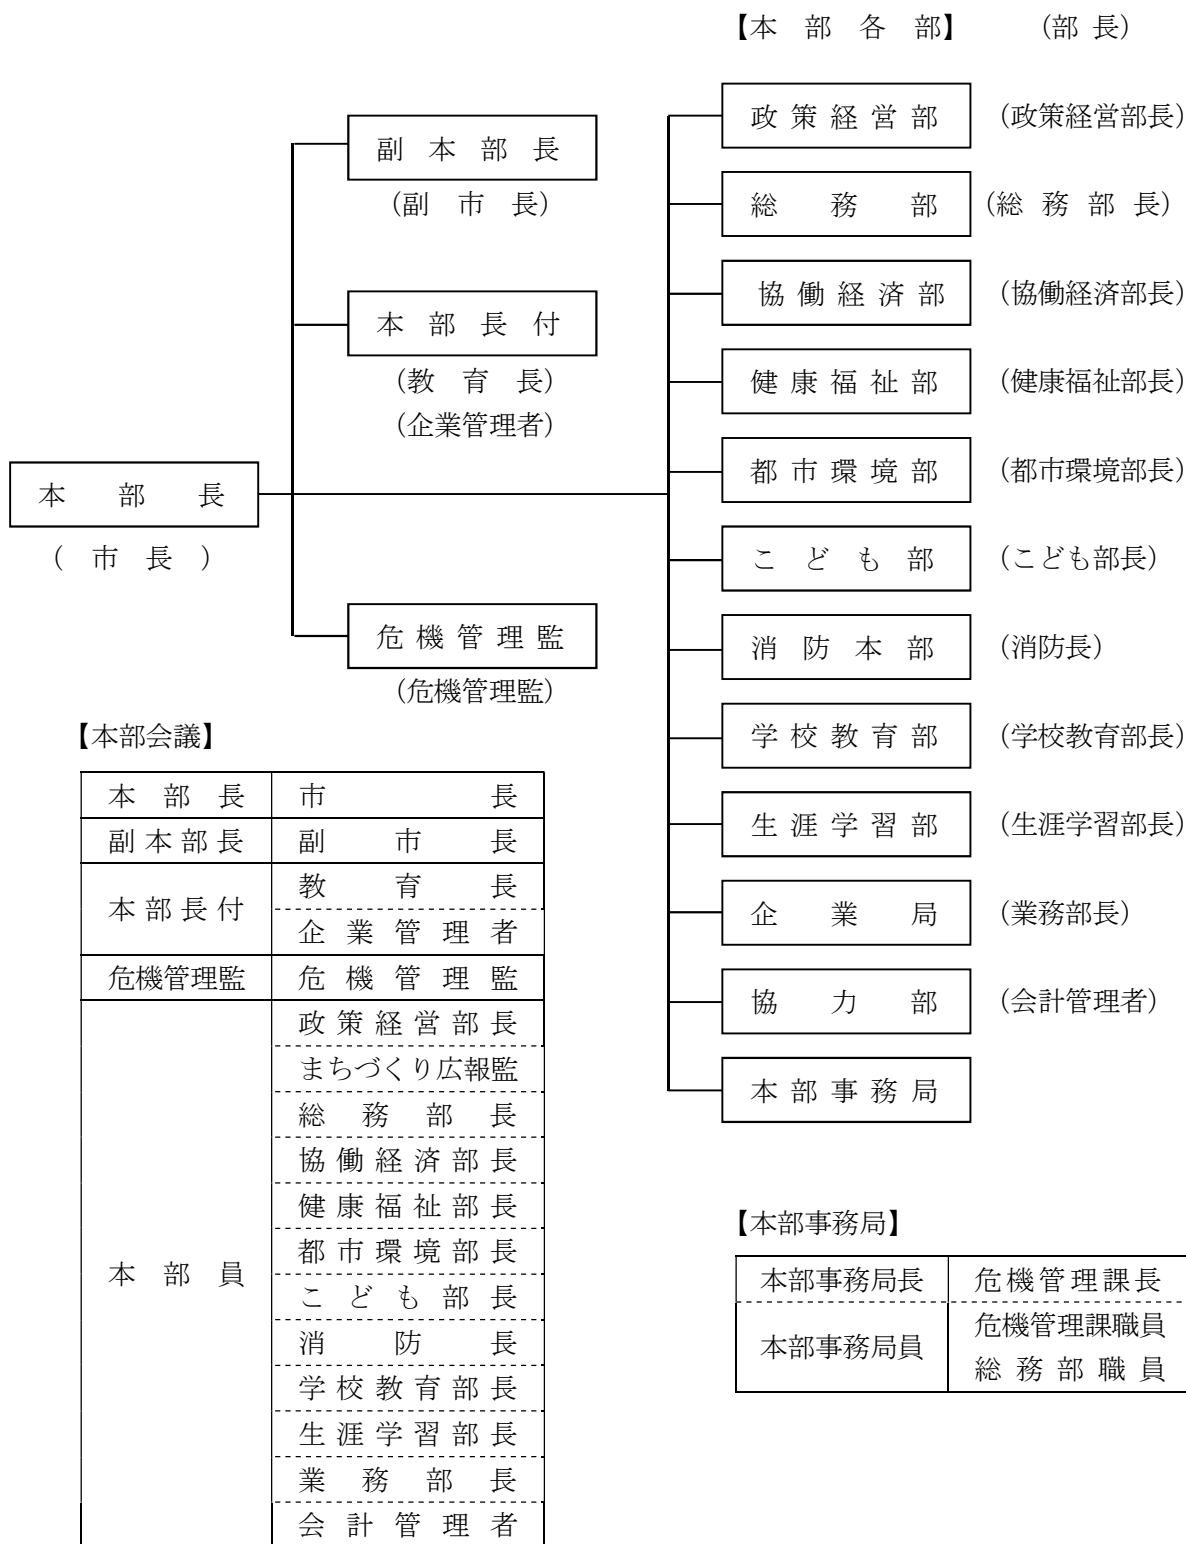 【本部各部】 (部長)
政策経営部 (政策経営部長)
副本部長
(副市長)
総務部 (総務部長)
協働経済部 (協働経済部長)
本部長付
(教育長)
(企業管理者)
健康福祉部 (健康福祉部長)
都市環境部 (都市環境部長)
本部長
(市長)
こども部 (こども部長)
危機管理監
(危機管理監)
消防本部 (消防長)
学校教育部 (学校教育部長)
生涯学習部 (生涯学習部長)
企業局 (業務部長)
協力部 (会計管理者)
本部事務局
【本部会議】
本部長 市長
副本部長 副市長
本部長付 教育長
企業管理者
危機管理監 危機管理監
本部員 政策経営部長
まちづくり広報監
総務部長
協働経済部長
健康福祉部長
都市環境部長
こども部長
消防長
学校教育部長
生涯学習部長
業務部長
会計管理者
【本部事務局】
本部事務局長 危機管理課長
本部事務局員 危機管理課職員
総務部職員